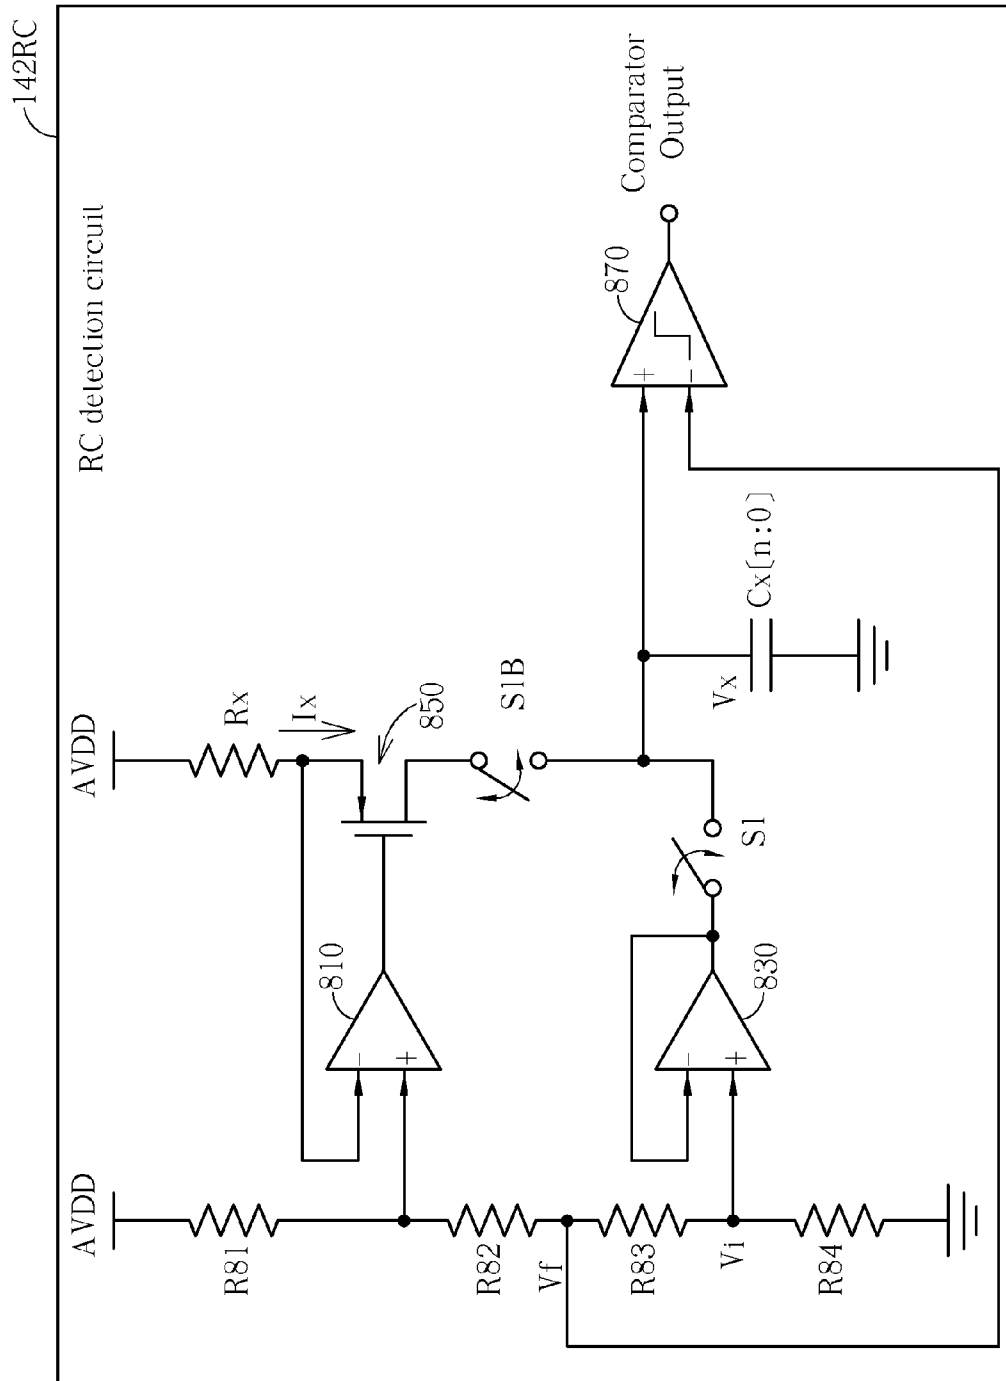 142RC
RC detection circuit
AVDD
AVDD
R81
Rx
Ix
810
-
+
850
R82
S1B
Vf
R83
Comparator
Output
870
+
-
830
-
+
S1
Vi
R84
Vx
Cx[n:0]